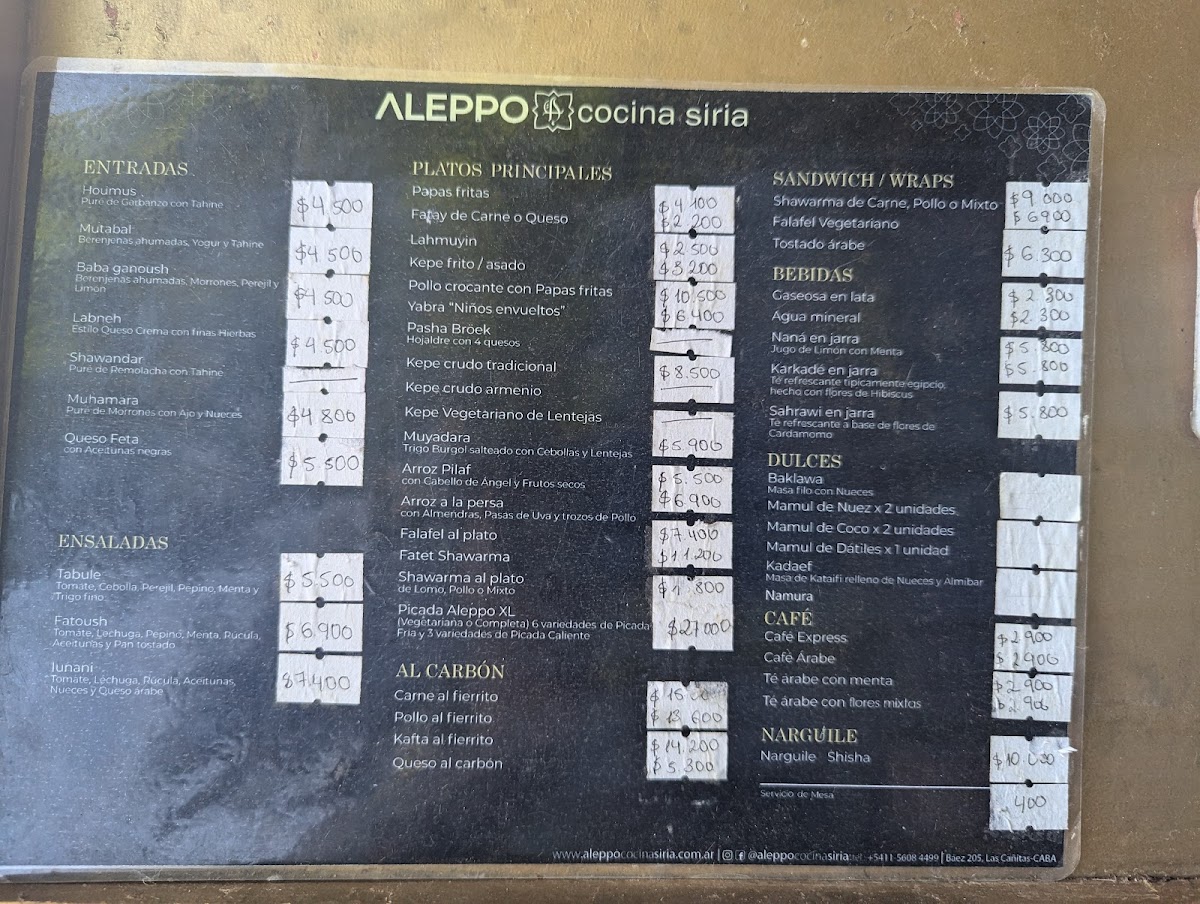 ALEPPO cocina siria
ENTRADAS
Houmus $4.500
Puré de Garbanzo con Tahine
Mutabal $4.500
Berenjenas ahumadas, Yogur y Tahine
Baba ganoush $4.500
Berenjenas ahumadas, Morrones, Perejil y
Limon
Labneh $4.500
Estilo Queso Crema con finas Hierbas
Shawandar
Puré de Remolacha con Tahine
Muhamara $4.800
Puré de Morrones con Ajo y Nueces
Queso Feta $5.500
con Aceitunas negras
ENSALADAS
Tabule $5.500
Tomate, Cebolla, Perejil, Pepino, Menta y
Trigo fino
Fatoush $6.900
Tomate, Lechuga, Pepino, Menta, Rucula,
Aceitunas y Pan tostado
Iunani $7.400
Tomate, Lechuga, Rúcula, Aceitunas,
Nueces y Queso árabe
PLATOS PRINCIPALES
Papas fritas $4.100
Fatay de Carne o Queso $2.200
Lahmuyin $2.500
Kepe frito / asado $3.200
Pollo crocante con Papas fritas $10.500
Yabra "Niños envueltos" $6.400
Pasha Bröek
Hojaldre con 4 quesos
Kepe crudo tradicional $8.500
Kepe crudo armenio
Kepe Vegetariano de Lentejas
Muyadara $5.900
Trigo Burgol salteado con Cebollas y Lentejas
Arroz Pilaf $5.500
con Cabello de Ángel y Frutos secos
Arroz a la persa $6.900
con Almendras, Pasas de Uva y trozos de Pollo
Falafel al plato $7.400
Fatet Shawarma $11.200
Shawarma al plato
de Lomo, Pollo o Mixto
Picada Aleppo XL $27.000
(Vegetariana o Completa) 6 variedades de Picada
Fria y 3 variedades de Picada Caliente
AL CARBÓN
Carne al fierrito
Pollo al fierrito $13.600
Kafta al fierrito $14.200
Queso al carbón $5.300
SANDWICH / WRAPS
Shawarma de Carne, Pollo o Mixto $9.000
Falafel Vegetariano $6900
Tostado árabe $6.300
BEBIDAS
Gaseosa en lata $2.300
Agua mineral $2.300
Naná en jarra $5.800
Jugo de Limón con Menta
Karkadé en jarra $5.800
Té refrescante tipicamente egipcio,
hecho con flores de Hibiscus
Sahrawi en jarra $5.800
Té refrescante a base de flores de
Cardamomo
DULCES
Baklawa
Masa filo con Nueces
Mamul de Nuez x 2 unidades
Mamul de Coco x 2 unidades
Mamul de Dátiles x 1 unidad
Kadaef
Masa de Kataifi relleno de Nueces y Almibar
Namura
CAFÉ
Café Express $2.900
Café Árabe $2.900
Té árabe con menta $2.900
Té árabe con flores mixtas $2.900
NARGUILE
Narguile Shisha $10.000
Servicio de Mesa 400
www.aleppococinasiria.com.ar | @aleppococinasiria tel: +5411-5608 4499 | Báez 205, Las Cañitas-CABA